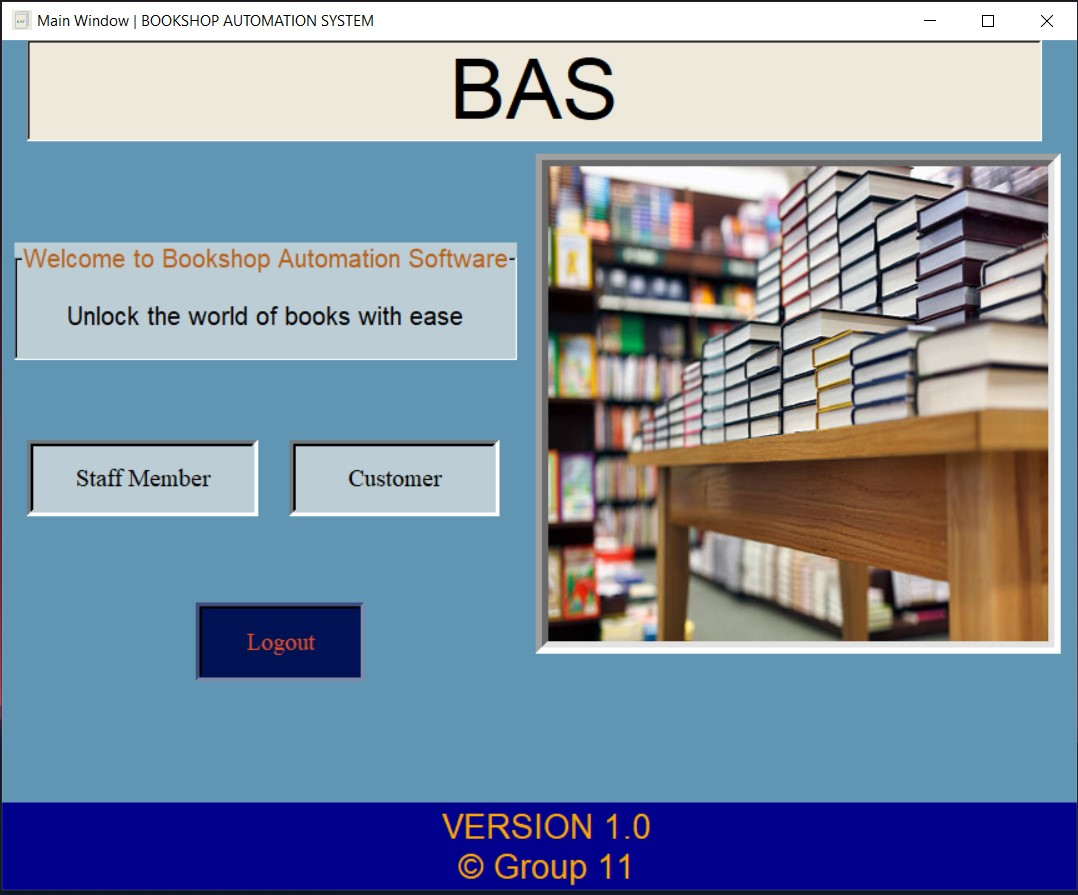 Main Window | BOOKSHOP AUTOMATION SYSTEM
BAS
Welcome to Bookshop Automation Software
Unlock the world of books with ease
Staff Member
Customer
Logout
VERSION 1.0
© Group 11